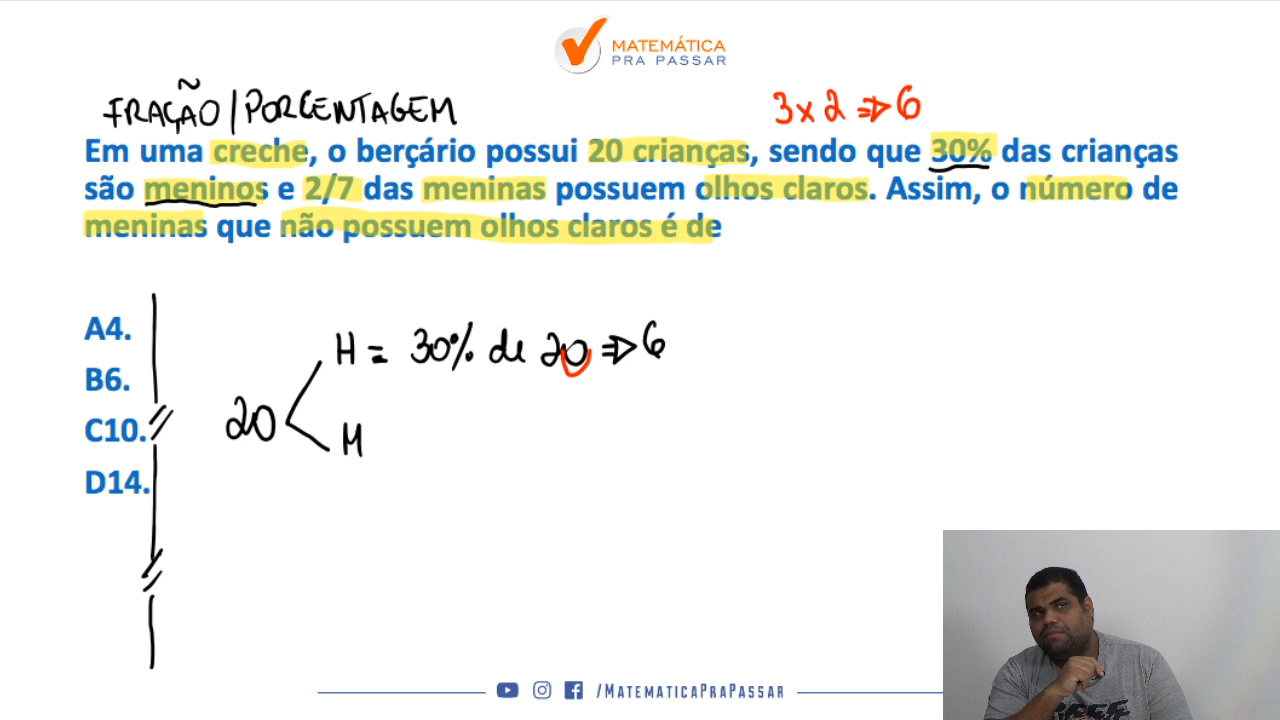 MATEMÁTICA
PRA PASSAR
FRAÇÃO/PORCENTAGEM
3x2 => 6
Em uma creche, o berçário possui 20 crianças, sendo que 30% das crianças
são meninos e 2/7 das meninas possuem olhos claros. Assim, o número de
meninas que não possuem olhos claros é de
A4.
B6.
C10.
D14.
H = 30% de 20 => 6
20
M
/MATEMATICAPRAPASSAR